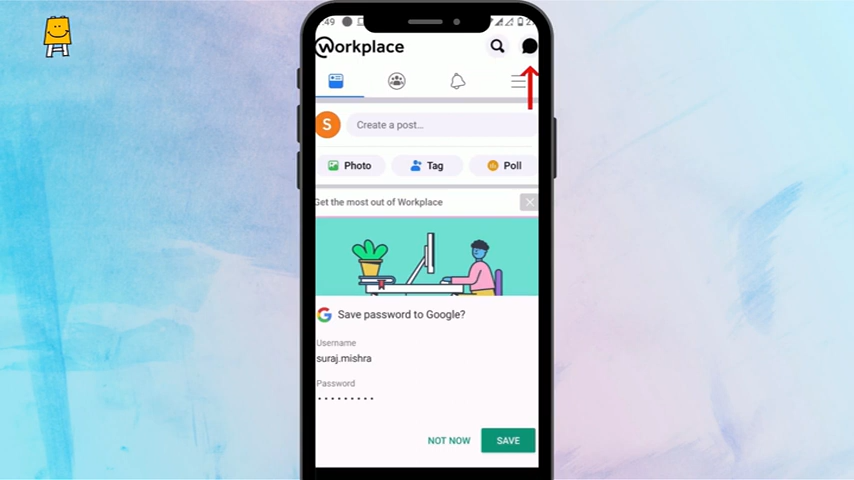 :49
Workplace
S
Create a post...
Photo
Tag
Poll
Get the most out of Workplace
Save password to Google?
Username
suraj.mishra
Password
•••••••••
NOT NOW
SAVE